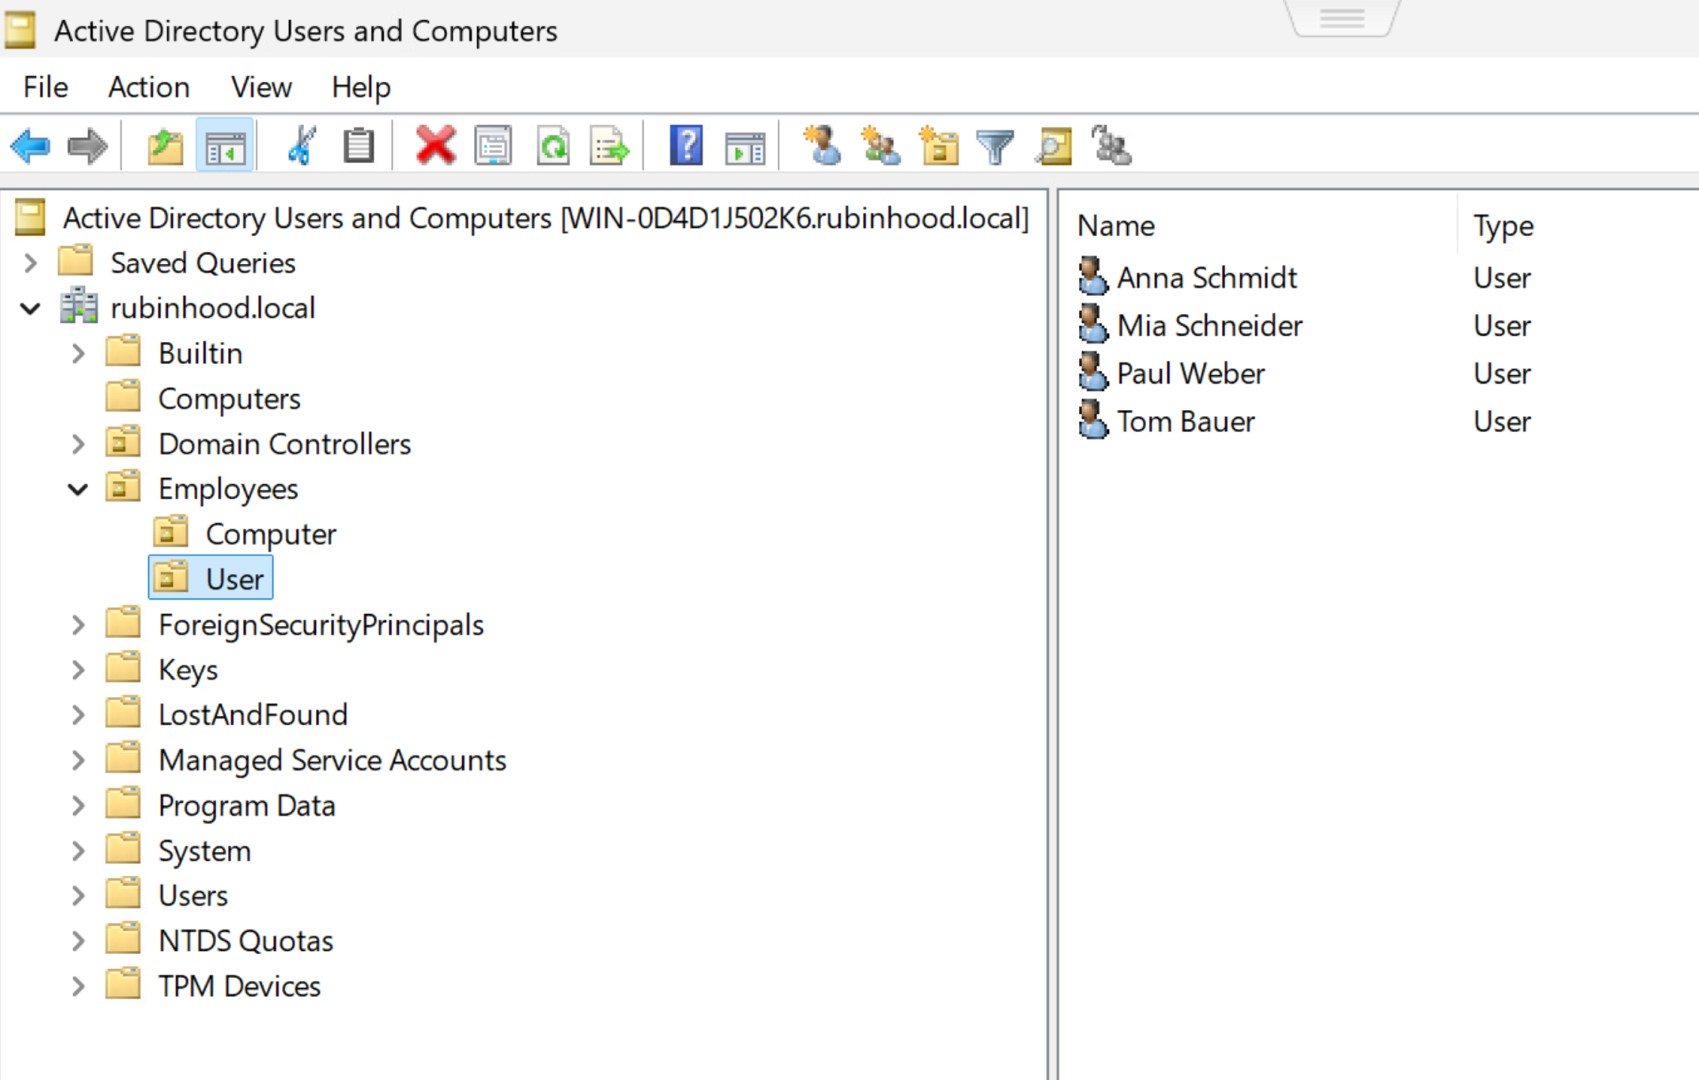 Active Directory Users and Computers
File Action View Help
Active Directory Users and Computers [WIN-0D4D1J502K6.rubinhood.local]
Saved Queries
rubinhood.local
Builtin
Computers
Domain Controllers
Employees
Computer
User
ForeignSecurityPrincipals
Keys
LostAndFound
Managed Service Accounts
Program Data
System
Users
NTDS Quotas
TPM Devices
Name Type
Anna Schmidt User
Mia Schneider User
Paul Weber User
Tom Bauer User